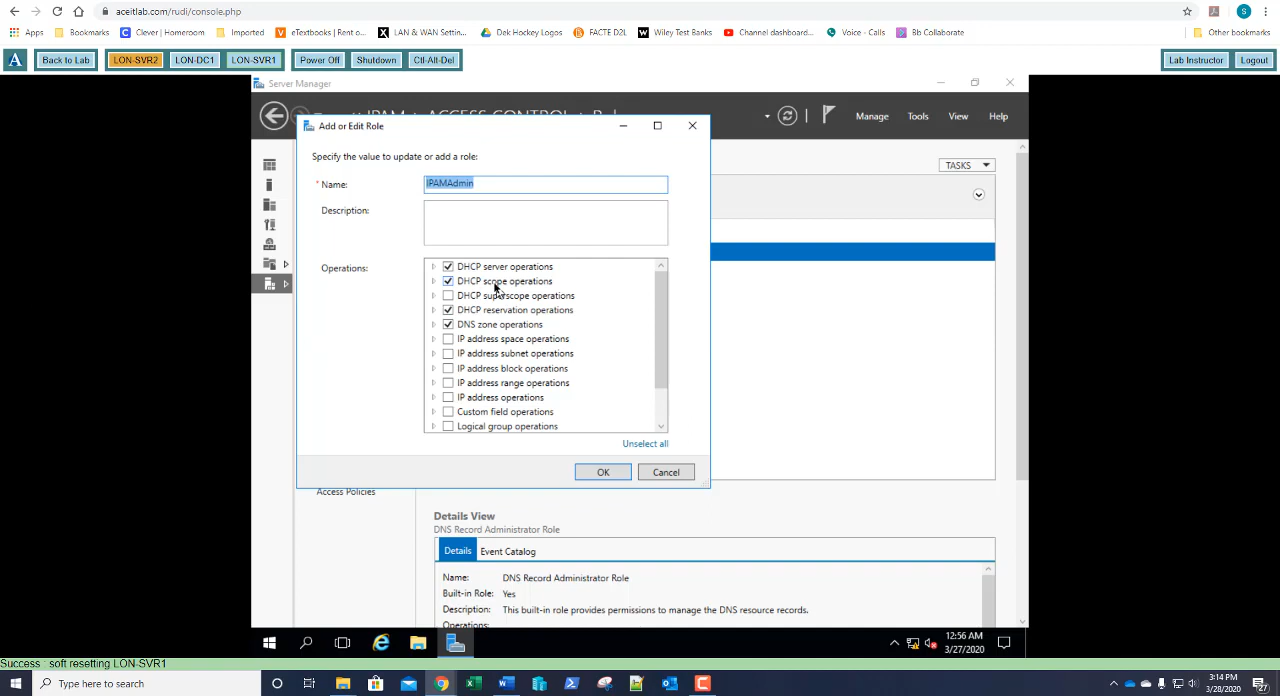 aceitlab.com/rudi/console.php
S
Apps
Bookmarks
Clever | Homeroom
Imported
eTextbooks | Rent o...
LAN & WAN Settin...
Dek Hockey Logos
FACTE D2L
Wiley Test Banks
Channel dashboard...
Voice - Calls
Bb Collaborate
Other bookmarks
A
Back to Lab
LON-SVR2
LON-DC1
LON-SVR1
Power Off
Shutdown
Ctl-Alt-Del
Lab Instructor
Logout
Server Manager
Manage
Tools
View
Help
Add or Edit Role
Specify the value to update or add a role:
TASKS
* Name:
IPAMAdmin
Description:
Operations:
DHCP server operations
DHCP scope operations
DHCP superscope operations
DHCP reservation operations
DNS zone operations
IP address space operations
IP address subnet operations
IP address block operations
IP address range operations
IP address operations
Custom field operations
Logical group operations
Unselect all
OK
Cancel
Access Policies
Details View
DNS Record Administrator Role
Details
Event Catalog
Name:
DNS Record Administrator Role
Built-in Role:
Yes
Description:
This built-in role provides permissions to manage the DNS resource records.
Operations:
12:56 AM
3/27/2020
Success : soft resetting LON-SVR1
Type here to search
3:14 PM
3/28/2020
27